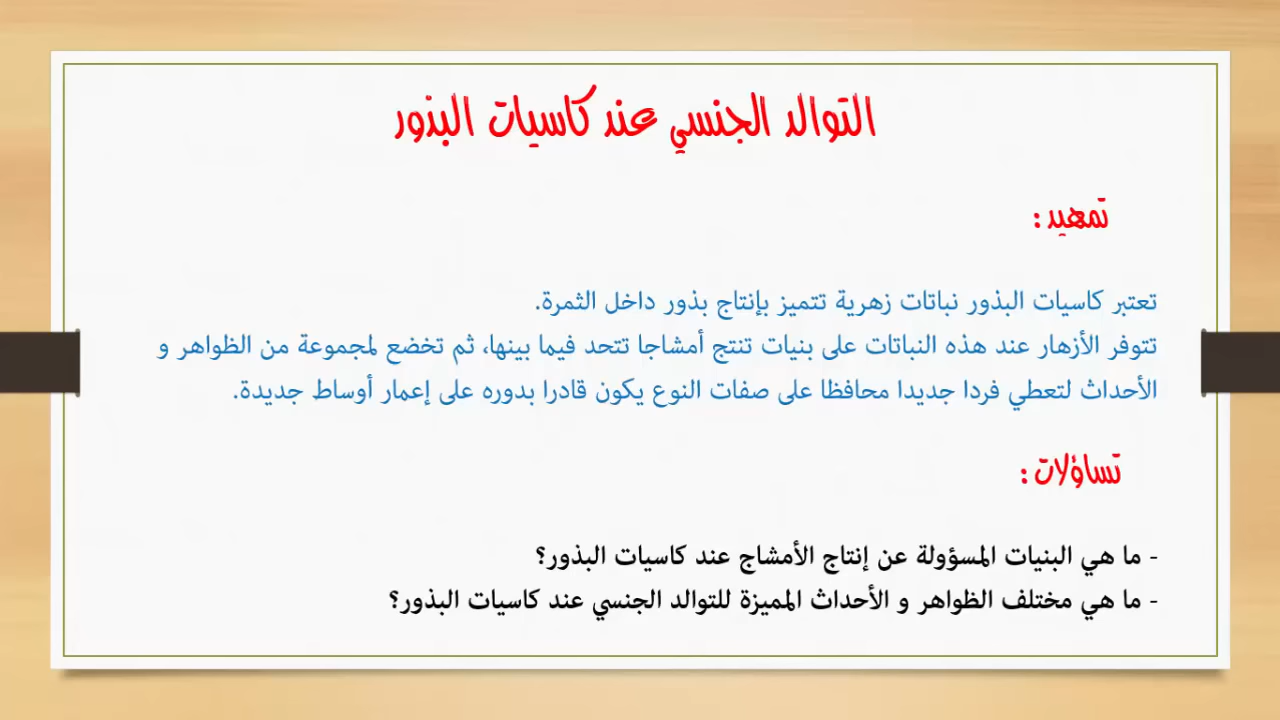 التوالد الجنسي عند كاسيات البذور
تمهيد :
تعتبر كاسيات البذور نباتات زهرية تتميز بإنتاج بذور داخل الثمرة.
تتوفر الأزهار عند هذه النباتات على بنيات تنتج أمشاجا تتحد فيما بينها، ثم تخضع لمجموعة من الظواهر و
الأحداث لتعطي فردا جديدا محافظا على صفات النوع يكون قادرا بدوره على إعمار أوساط جديدة.
تساؤلات :
- ما هي البنيات المسؤولة عن إنتاج الأمشاج عند كاسيات البذور؟
- ما هي مختلف الظواهر و الأحداث المميزة للتوالد الجنسي عند كاسيات البذور؟